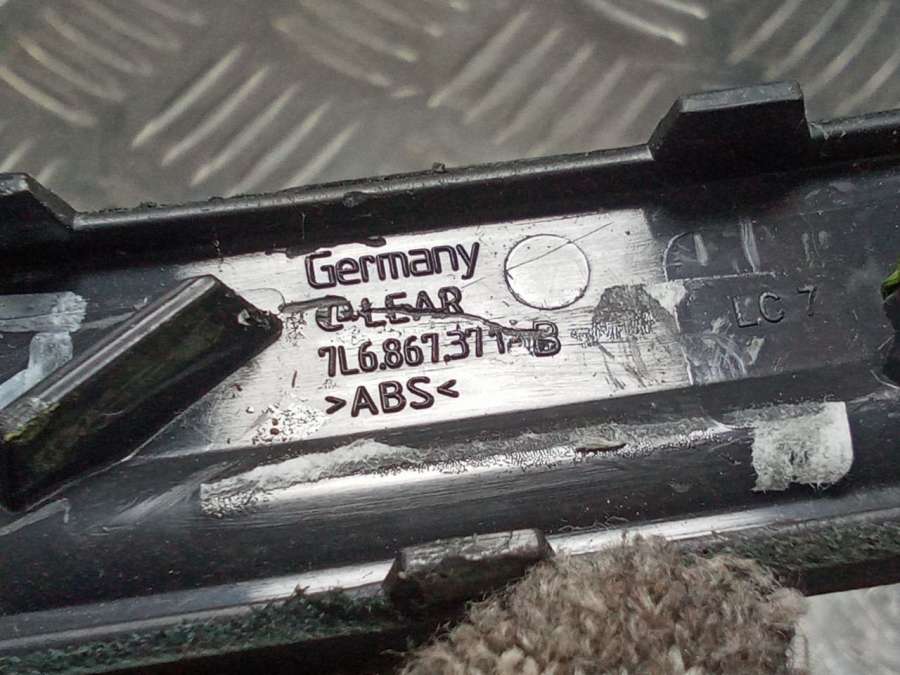 Germany
LEAR
7L6.867.371 B
>ABS<
LC 7